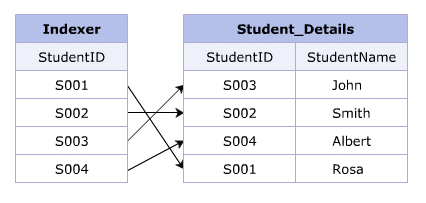 Indexer
StudentID
S001
S002
S003
S004
Student_Details
StudentID StudentName
S003 John
S002 Smith
S004 Albert
S001 Rosa